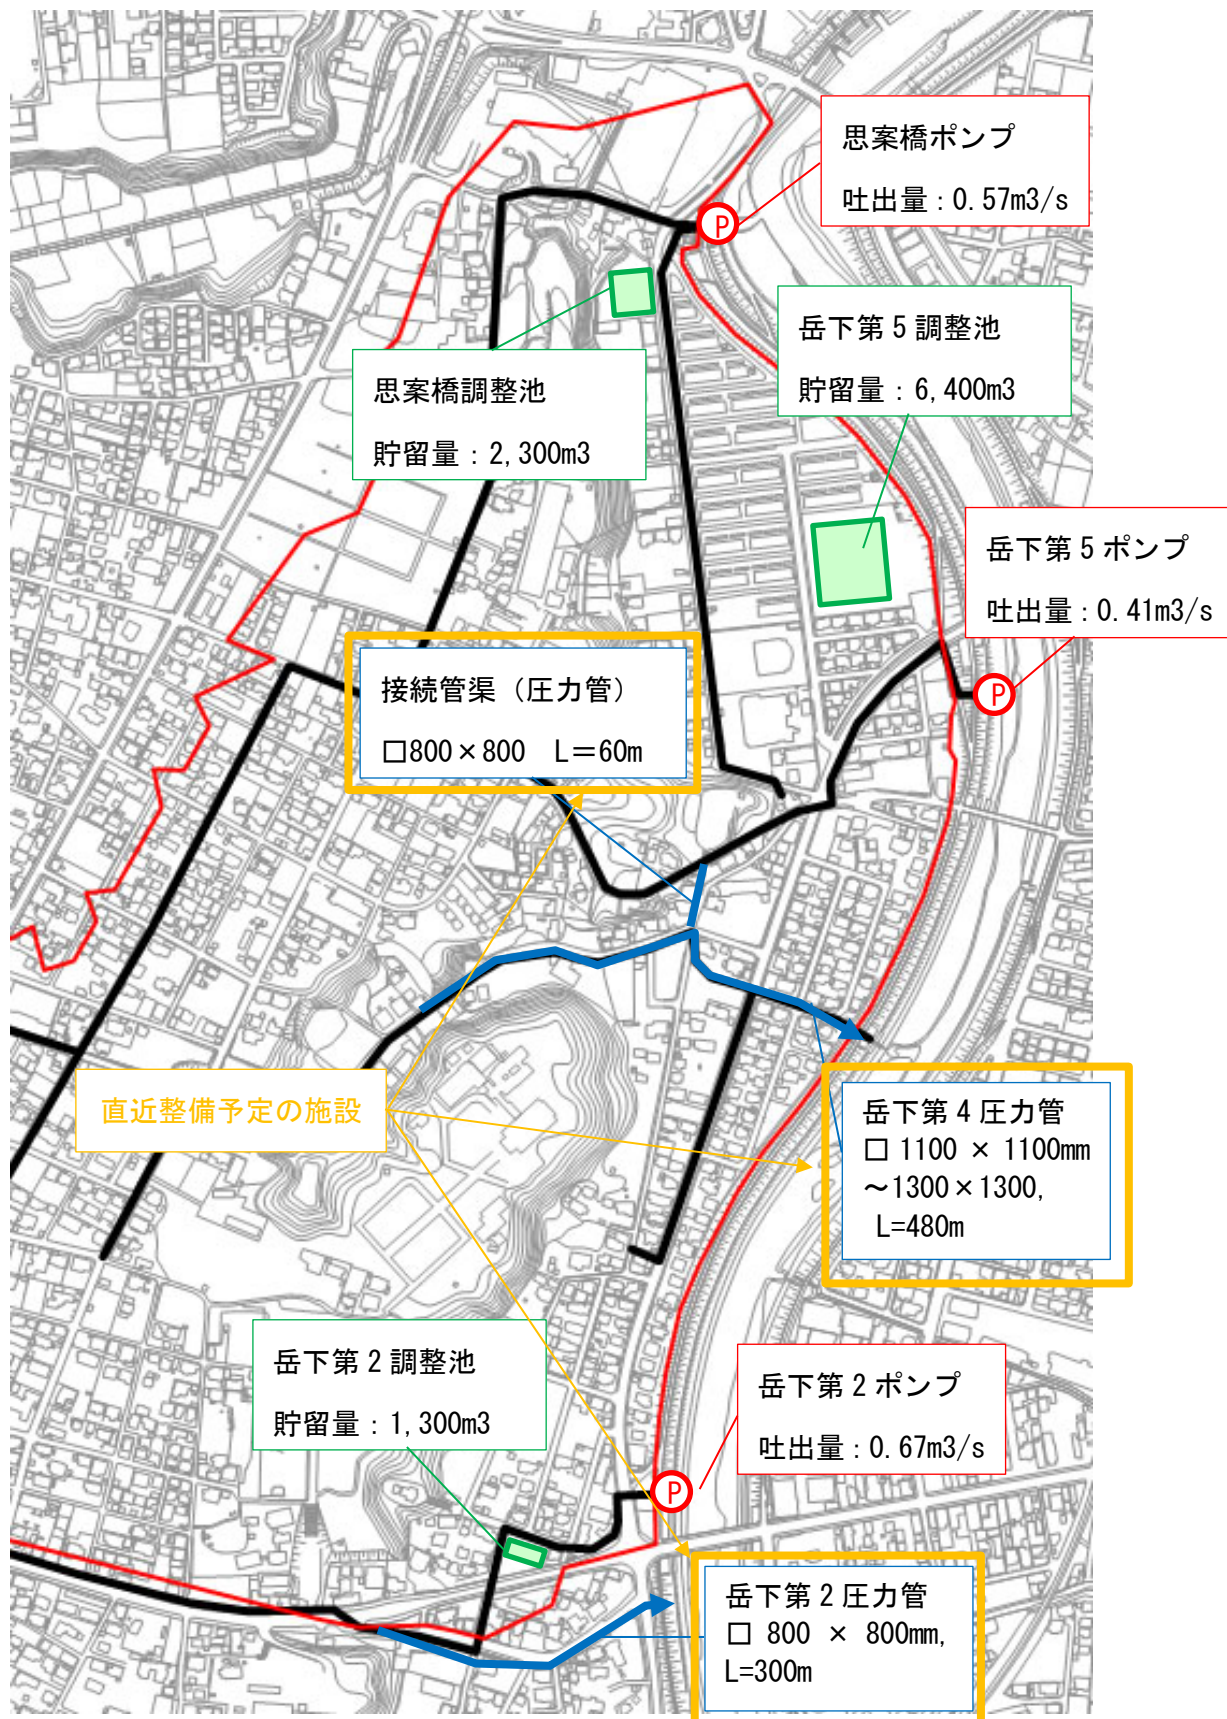 思案橋ポンプ
吐出量：0.57m3/s
P
岳下第５調整池
貯留量：6,400m3
思案橋調整池
貯留量：2,300m3
岳下第５ポンプ
吐出量：0.41m3/s
P
接続管渠（圧力管）
□800×800　L＝60m
直近整備予定の施設
岳下第４圧力管
□ 1100 × 1100mm
～1300×1300,
L=480m
岳下第２調整池
貯留量：1,300m3
岳下第２ポンプ
吐出量：0.67m3/s
P
岳下第２圧力管
□ 800 × 800mm,
L=300m